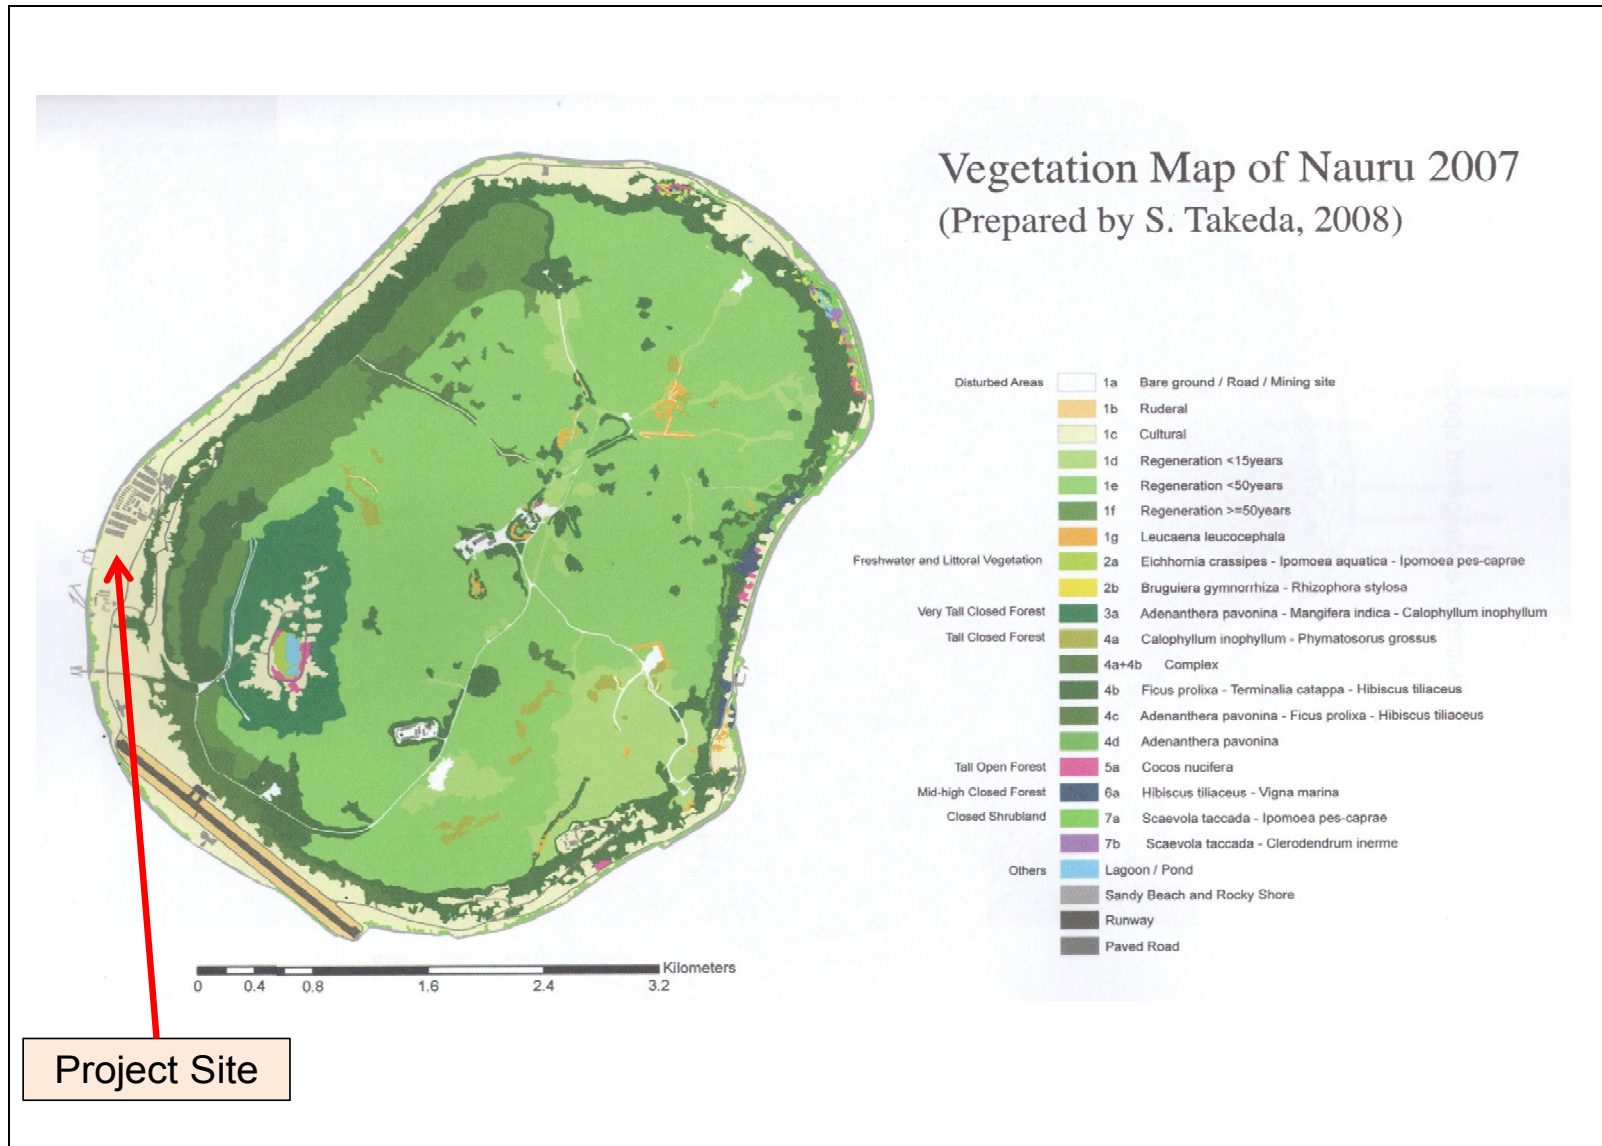 Vegetation Map of Nauru 2007
(Prepared by S. Takeda, 2008)
Disturbed Areas 1a Bare ground / Road / Mining site
1b Ruderal
1c Cultural
1d Regeneration <15years
1e Regeneration <50years
1f Regeneration >=50years
1g Leucaena leucocephala
Freshwater and Littoral Vegetation 2a Eichhornia crassipes - Ipomoea aquatica - Ipomoea pes-caprae
2b Bruguiera gymnorrhiza - Rhizophora stylosa
Very Tall Closed Forest 3a Adenanthera pavonina - Mangifera indica - Calophyllum inophyllum
Tall Closed Forest 4a Calophyllum inophyllum - Phymatosorus grossus
4a+4b Complex
4b Ficus prolixa - Terminalia catappa - Hibiscus tiliaceus
4c Adenanthera pavonina - Ficus prolixa - Hibiscus tiliaceus
4d Adenanthera pavonina
Tall Open Forest 5a Cocos nucifera
Mid-high Closed Forest 6a Hibiscus tiliaceus - Vigna marina
Closed Shrubland 7a Scaevola taccada - Ipomoea pes-caprae
7b Scaevola taccada - Clerodendrum inerme
Others Lagoon / Pond
Sandy Beach and Rocky Shore
Runway
Paved Road
Kilometers
0 0.4 0.8 1.6 2.4 3.2
Project Site